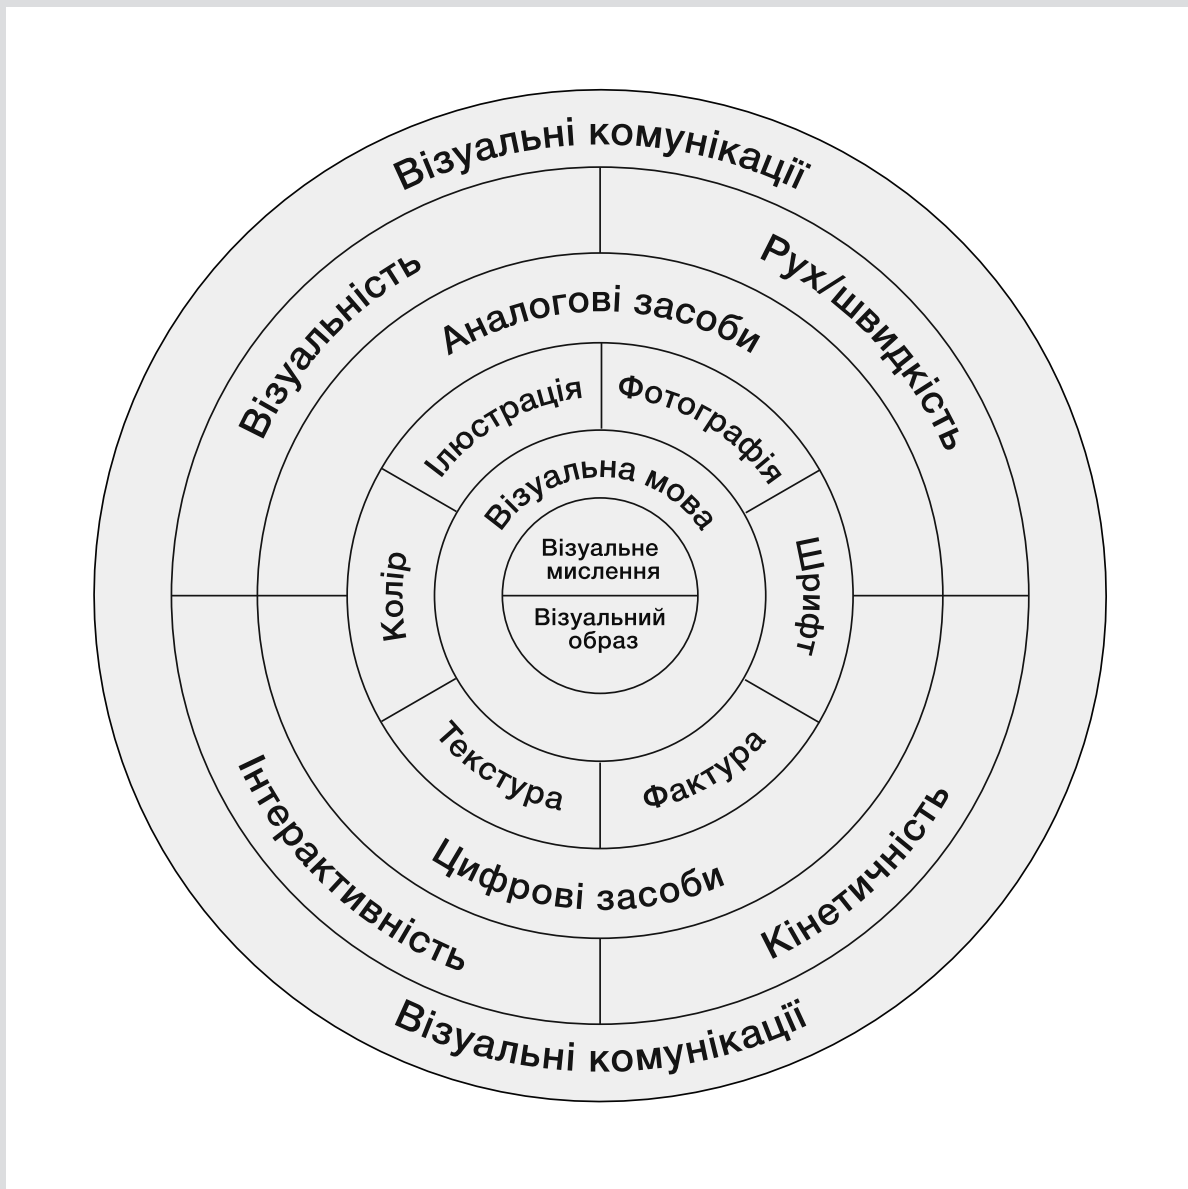 Візуальні комунікації
Візуальність
Рух/швидкість
Аналогові засоби
Ілюстрація
Фотографія
Візуальна мова
Візуальне
мислення
Візуальний
образ
Колір
Шрифт
Текстура
Фактура
Цифрові засоби
Інтерактивність
Кінетичність
Візуальні комунікації